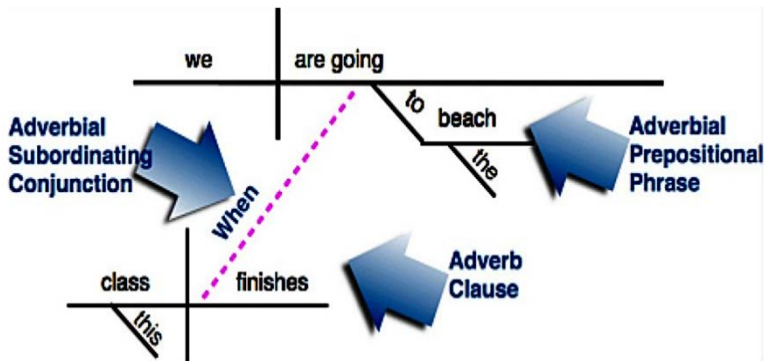 we are going
to
beach
the
Adverbial
Subordinating
Conjunction
Adverbial
Prepositional
Phrase
When
class finishes
this
Adverb
Clause